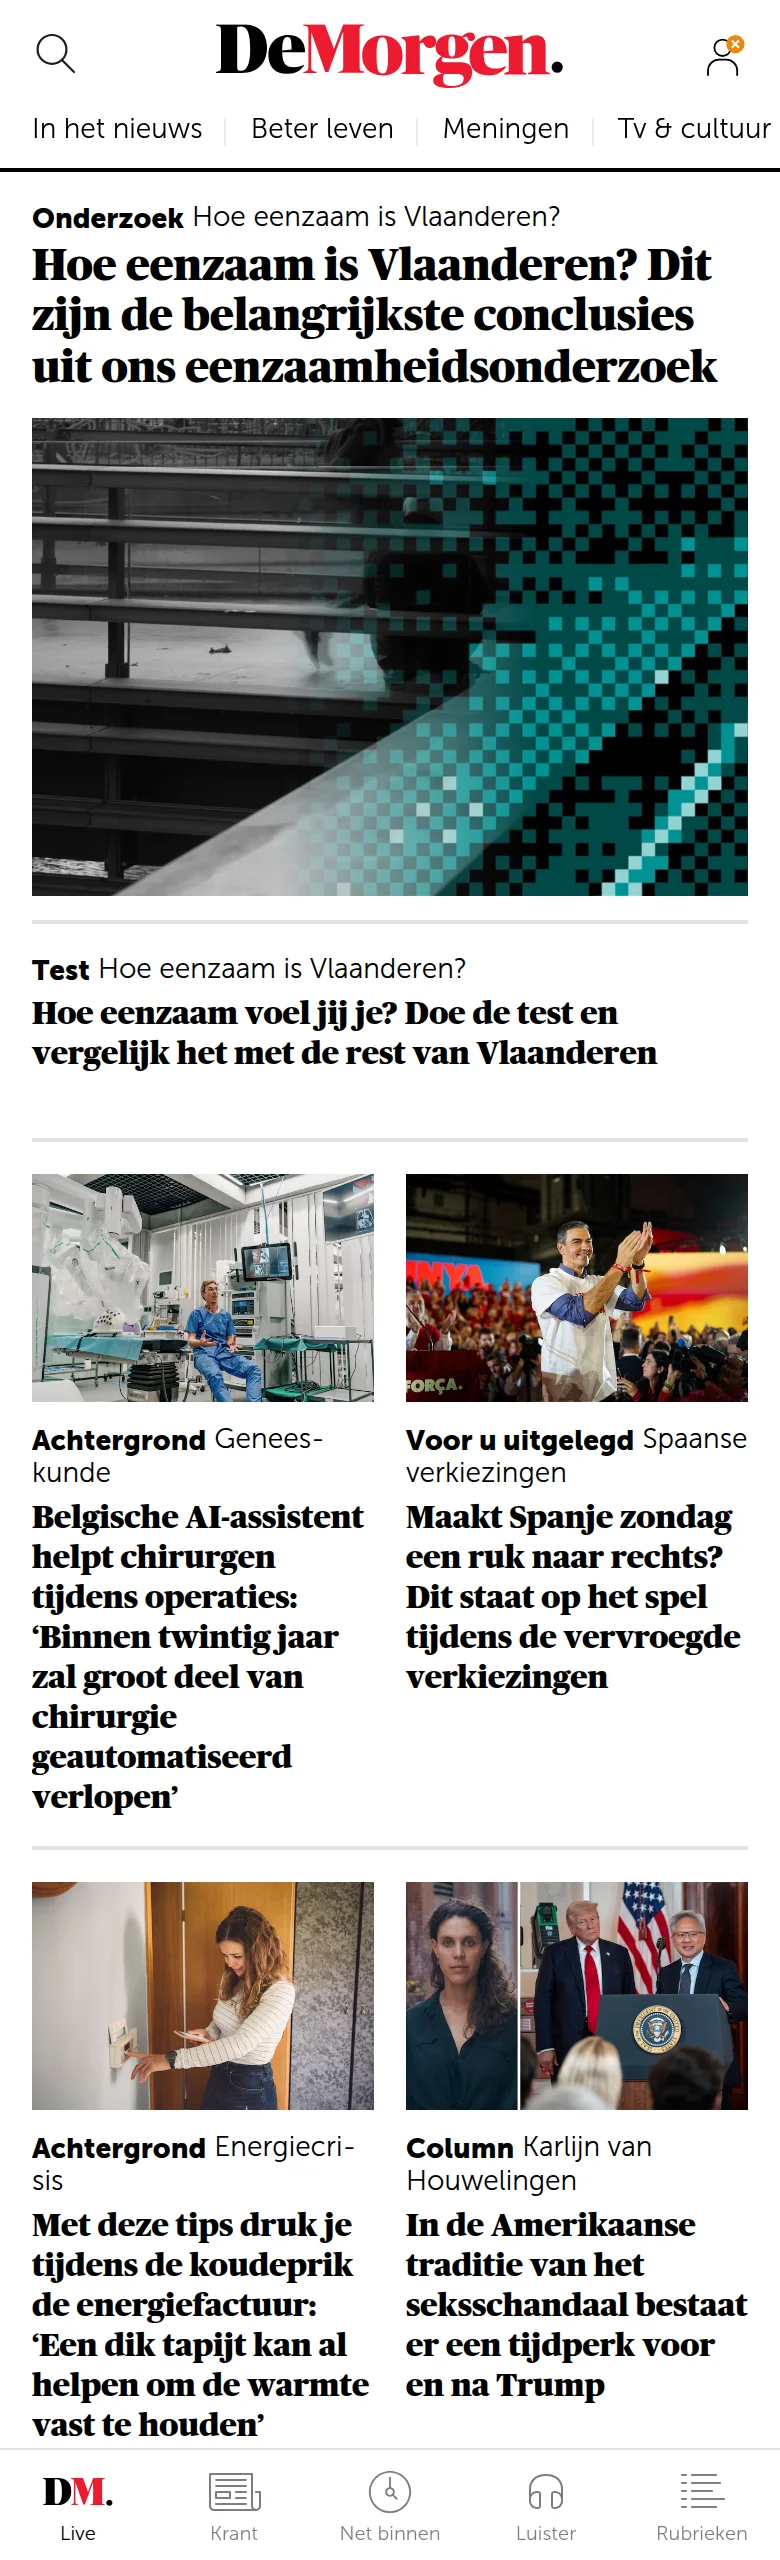 DeMorgen.
In het nieuws
Beter leven
Meningen
Tv & cultuur
Onderzoek Hoe eenzaam is Vlaanderen?
Hoe eenzaam is Vlaanderen? Dit
zijn de belangrijkste conclusies
uit ons eenzaamheidsonderzoek
Test Hoe eenzaam is Vlaanderen?
Hoe eenzaam voel jij je? Doe de test en
vergelijk het met de rest van Vlaanderen
Achtergrond Genees-
kunde
Belgische AI-assistent
helpt chirurgen
tijdens operaties:
‘Binnen twintig jaar
zal groot deel van
chirurgie
geautomatiseerd
verlopen’
NYA
FORÇA.
Voor u uitgelegd Spaanse
verkiezingen
Maakt Spanje zondag
een ruk naar rechts?
Dit staat op het spel
tijdens de vervroegde
verkiezingen
Achtergrond Energiecri-
sis
Met deze tips druk je
tijdens de koudeprik
de energiefactuur:
‘Een dik tapijt kan al
helpen om de warmte
vast te houden’
Column Karlijn van
Houwelingen
In de Amerikaanse
traditie van het
seksschandaal bestaat
er een tijdperk voor
en na Trump
DM.
Live
Krant
Net binnen
Luister
Rubrieken